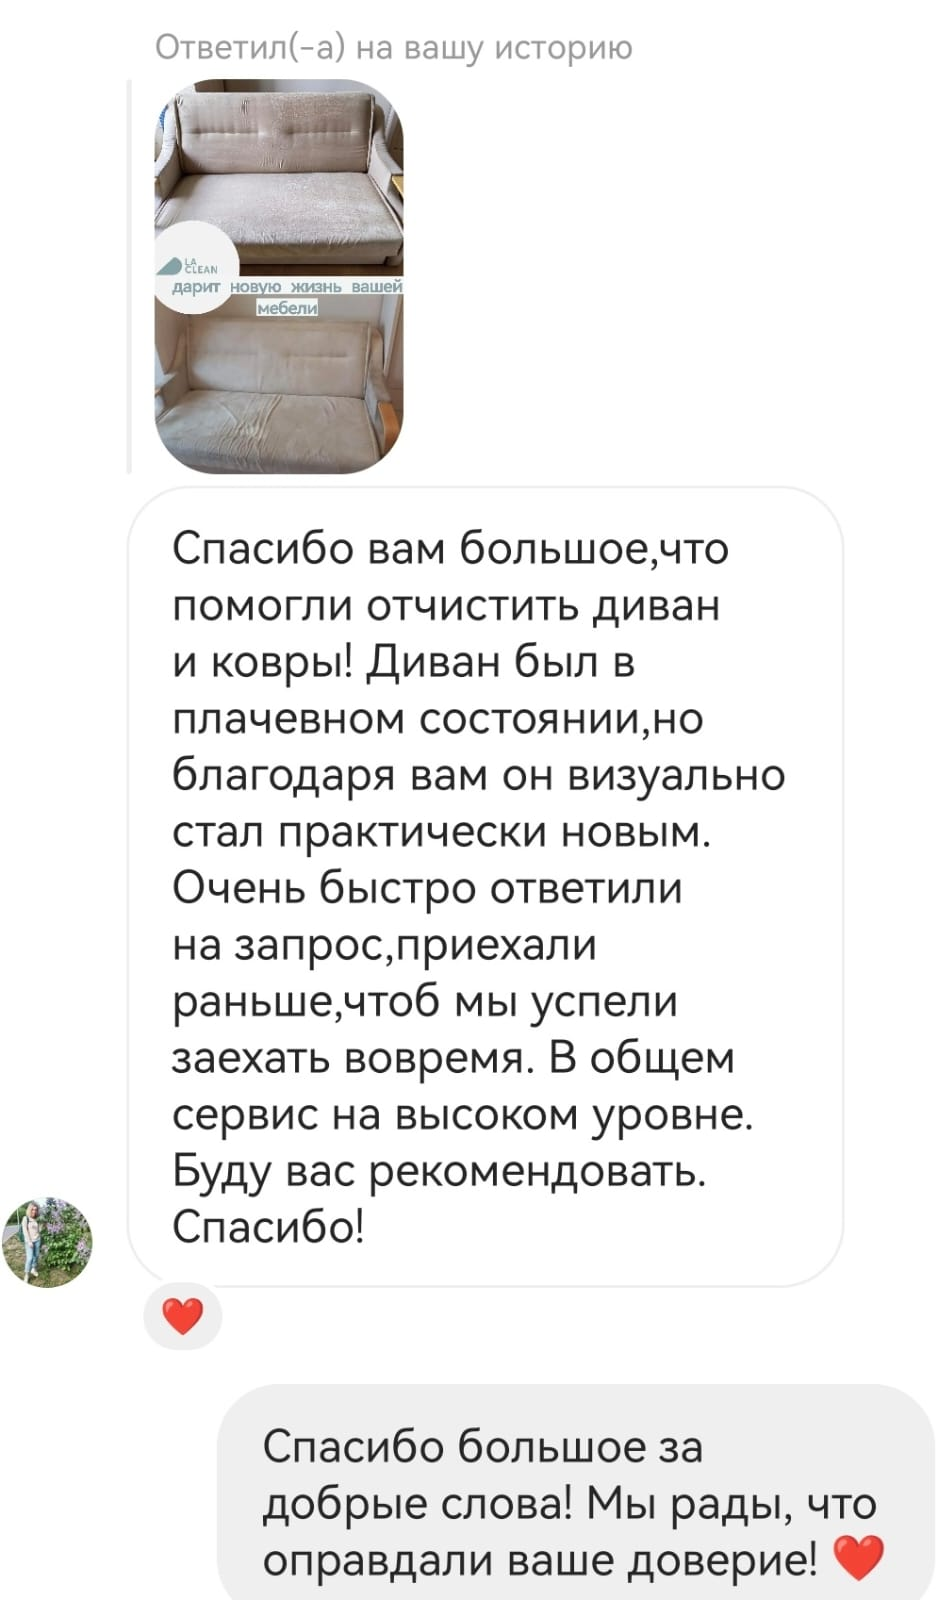 Ответил(-а) на вашу историю
LA
CLEAN
дарит новую жизнь вашей
мебели
Спасибо вам большое,что
помогли отчистить диван
и ковры! Диван был в
плачевном состоянии,но
благодаря вам он визуально
стал практически новым.
Очень быстро ответили
на запрос,приехали
раньше,чтоб мы успели
заехать вовремя. В общем
сервис на высоком уровне.
Буду вас рекомендовать.
Спасибо!
❤️
Спасибо большое за
добрые слова! Мы рады, что
оправдали ваше доверие! ❤️